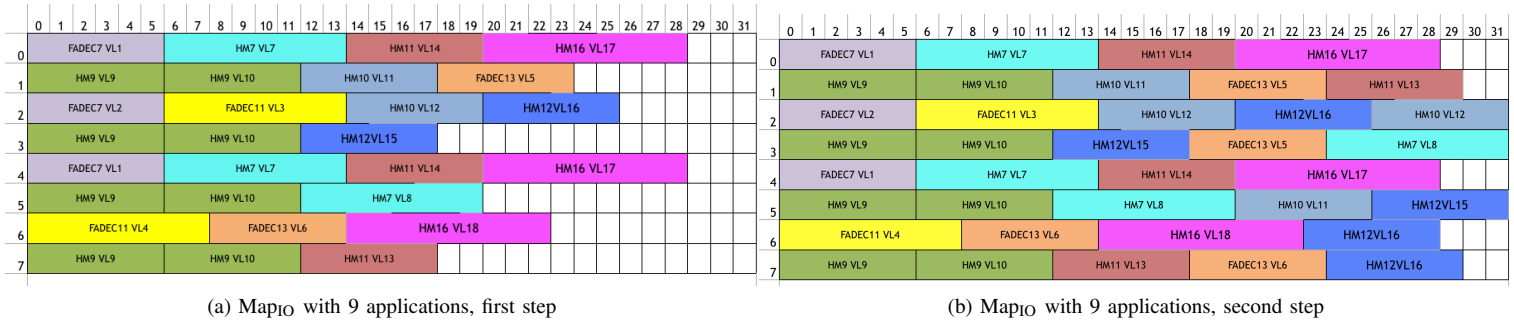 0 1 2 3 4 5 6 7 8 9 10 11 12 13 14 15 16 17 18 19 20 21 22 23 24 25 26 27 28 29 30 31
0 FADEC7 VL1 HM7 VL7 HM11 VL14 HM16 VL17
1 HM9 VL9 HM9 VL10 HM10 VL11 FADEC13 VL5
2 FADEC7 VL2 FADEC11 VL3 HM10 VL12 HM12VL16
3 HM9 VL9 HM9 VL10 HM12VL15
4 FADEC7 VL1 HM7 VL7 HM11 VL14 HM16 VL17
5 HM9 VL9 HM9 VL10 HM7 VL8
6 FADEC11 VL4 FADEC13 VL6 HM16 VL18
7 HM9 VL9 HM9 VL10 HM11 VL13
(a) MapIO with 9 applications, first step
0 1 2 3 4 5 6 7 8 9 10 11 12 13 14 15 16 17 18 19 20 21 22 23 24 25 26 27 28 29 30 31
0 FADEC7 VL1 HM7 VL7 HM11 VL14 HM16 VL17
1 HM9 VL9 HM9 VL10 HM10 VL11 FADEC13 VL5 HM11 VL13
2 FADEC7 VL2 FADEC11 VL3 HM10 VL12 HM12VL16 HM10 VL12
3 HM9 VL9 HM9 VL10 HM12VL15 FADEC13 VL5 HM7 VL8
4 FADEC7 VL1 HM7 VL7 HM11 VL14 HM16 VL17
5 HM9 VL9 HM9 VL10 HM7 VL8 HM10 VL11 HM12VL15
6 FADEC11 VL4 FADEC13 VL6 HM16 VL18 HM12VL16
7 HM9 VL9 HM9 VL10 HM11 VL13 FADEC13 VL6 HM12VL16
(b) MapIO with 9 applications, second step